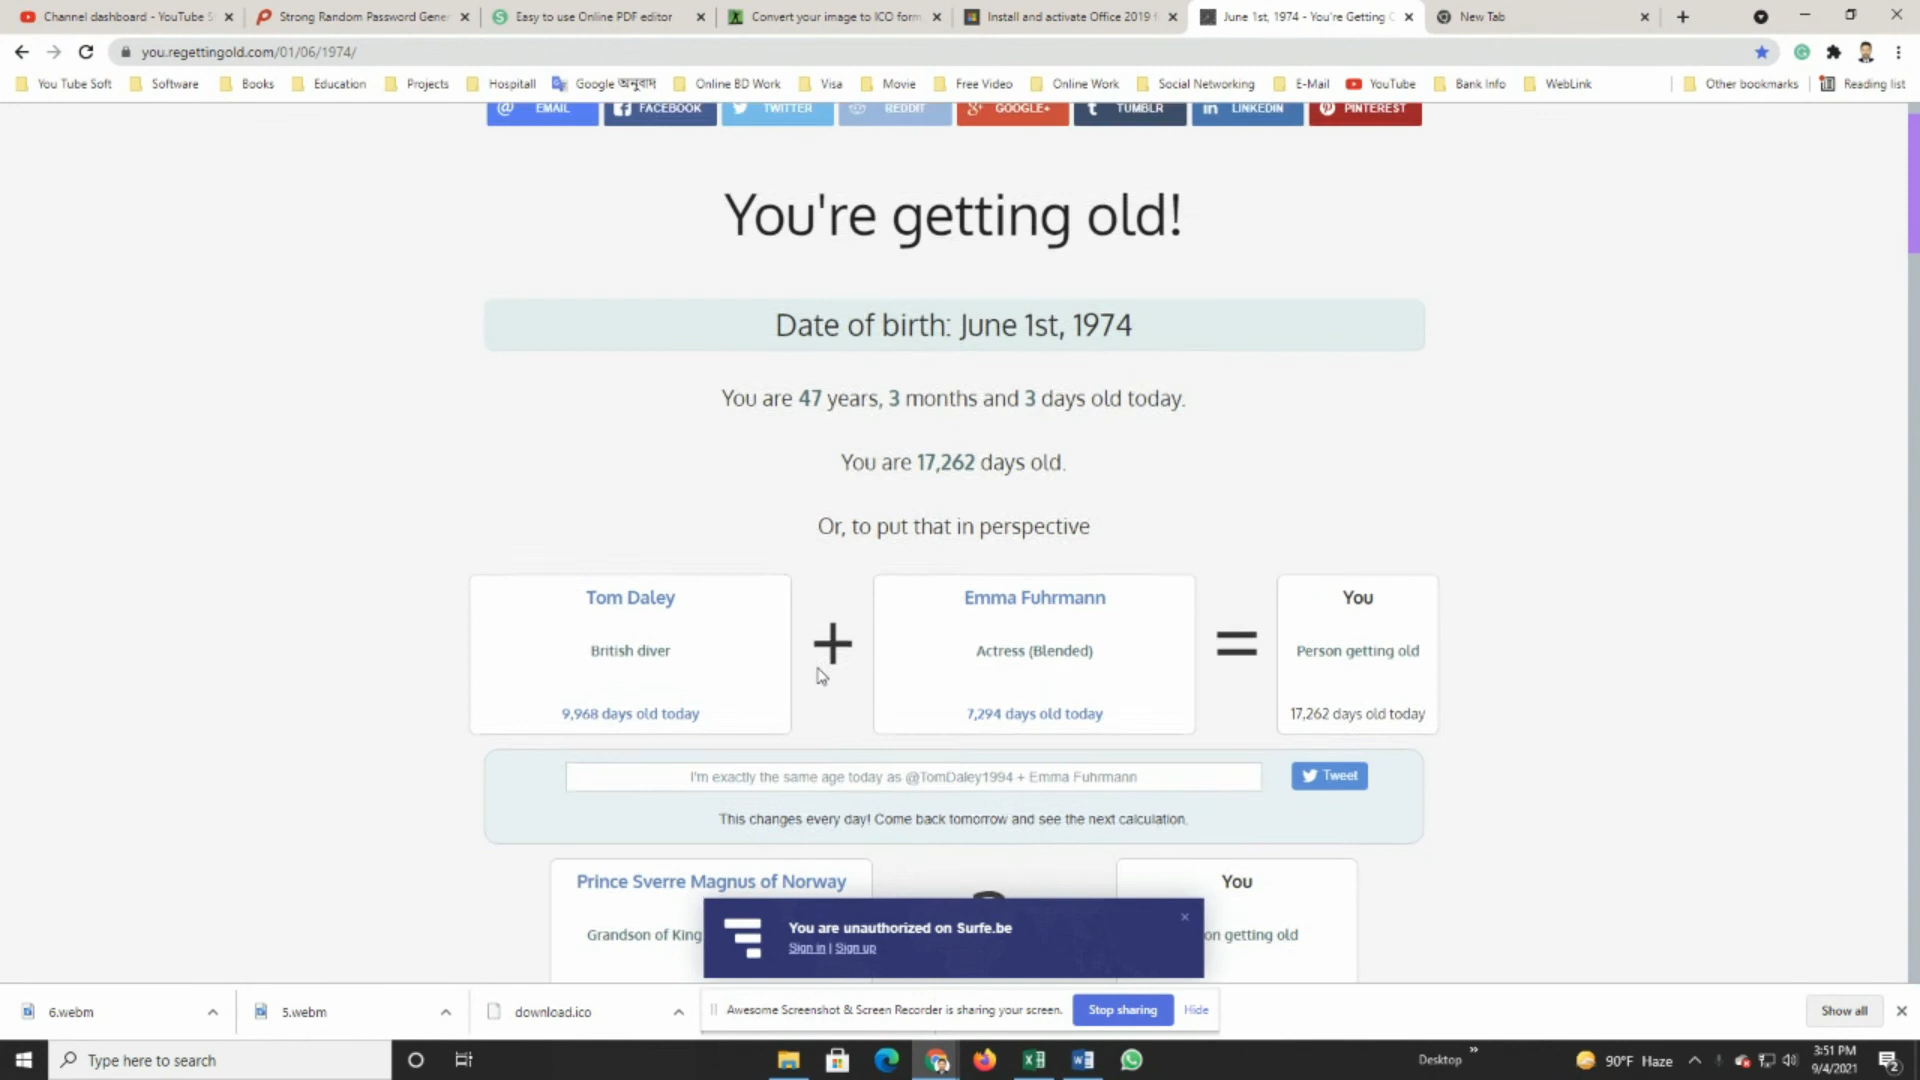 Channel dashboard - YouTube S
Strong Random Password Gener
Easy to use Online PDF editor
Convert your image to ICO form
Install and activate Office 2019 f
June 1st, 1974 - You're Getting O
New Tab
you.regettingold.com/01/06/1974/
You Tube Soft
Software
Books
Education
Projects
Hospitall
Google অনুবাদ
Online BD Work
Visa
Movie
Free Video
Online Work
Social Networking
E-Mail
YouTube
Bank Info
WebLink
Other bookmarks
Reading list
EMAIL
FACEBOOK
TWITTER
REDDIT
GOOGLE+
TUMBLR
LINKEDIN
PINTEREST
You're getting old!
Date of birth: June 1st, 1974
You are 47 years, 3 months and 3 days old today.
You are 17,262 days old.
Or, to put that in perspective
Tom Daley
British diver
9,968 days old today
+
Emma Fuhrmann
Actress (Blended)
7,294 days old today
=
You
Person getting old
17,262 days old today
I'm exactly the same age today as @TomDaley1994 + Emma Fuhrmann
Tweet
This changes every day! Come back tomorrow and see the next calculation.
Prince Sverre Magnus of Norway
Grandson of King
You
on getting old
You are unauthorized on Surfe.be
Sign in | Sign up
6.webm
5.webm
download.ico
Awesome Screenshot & Screen Recorder is sharing your screen.
Stop sharing
Hide
Show all
Type here to search
Desktop
90°F Haze
3:51 PM
9/4/2021
2